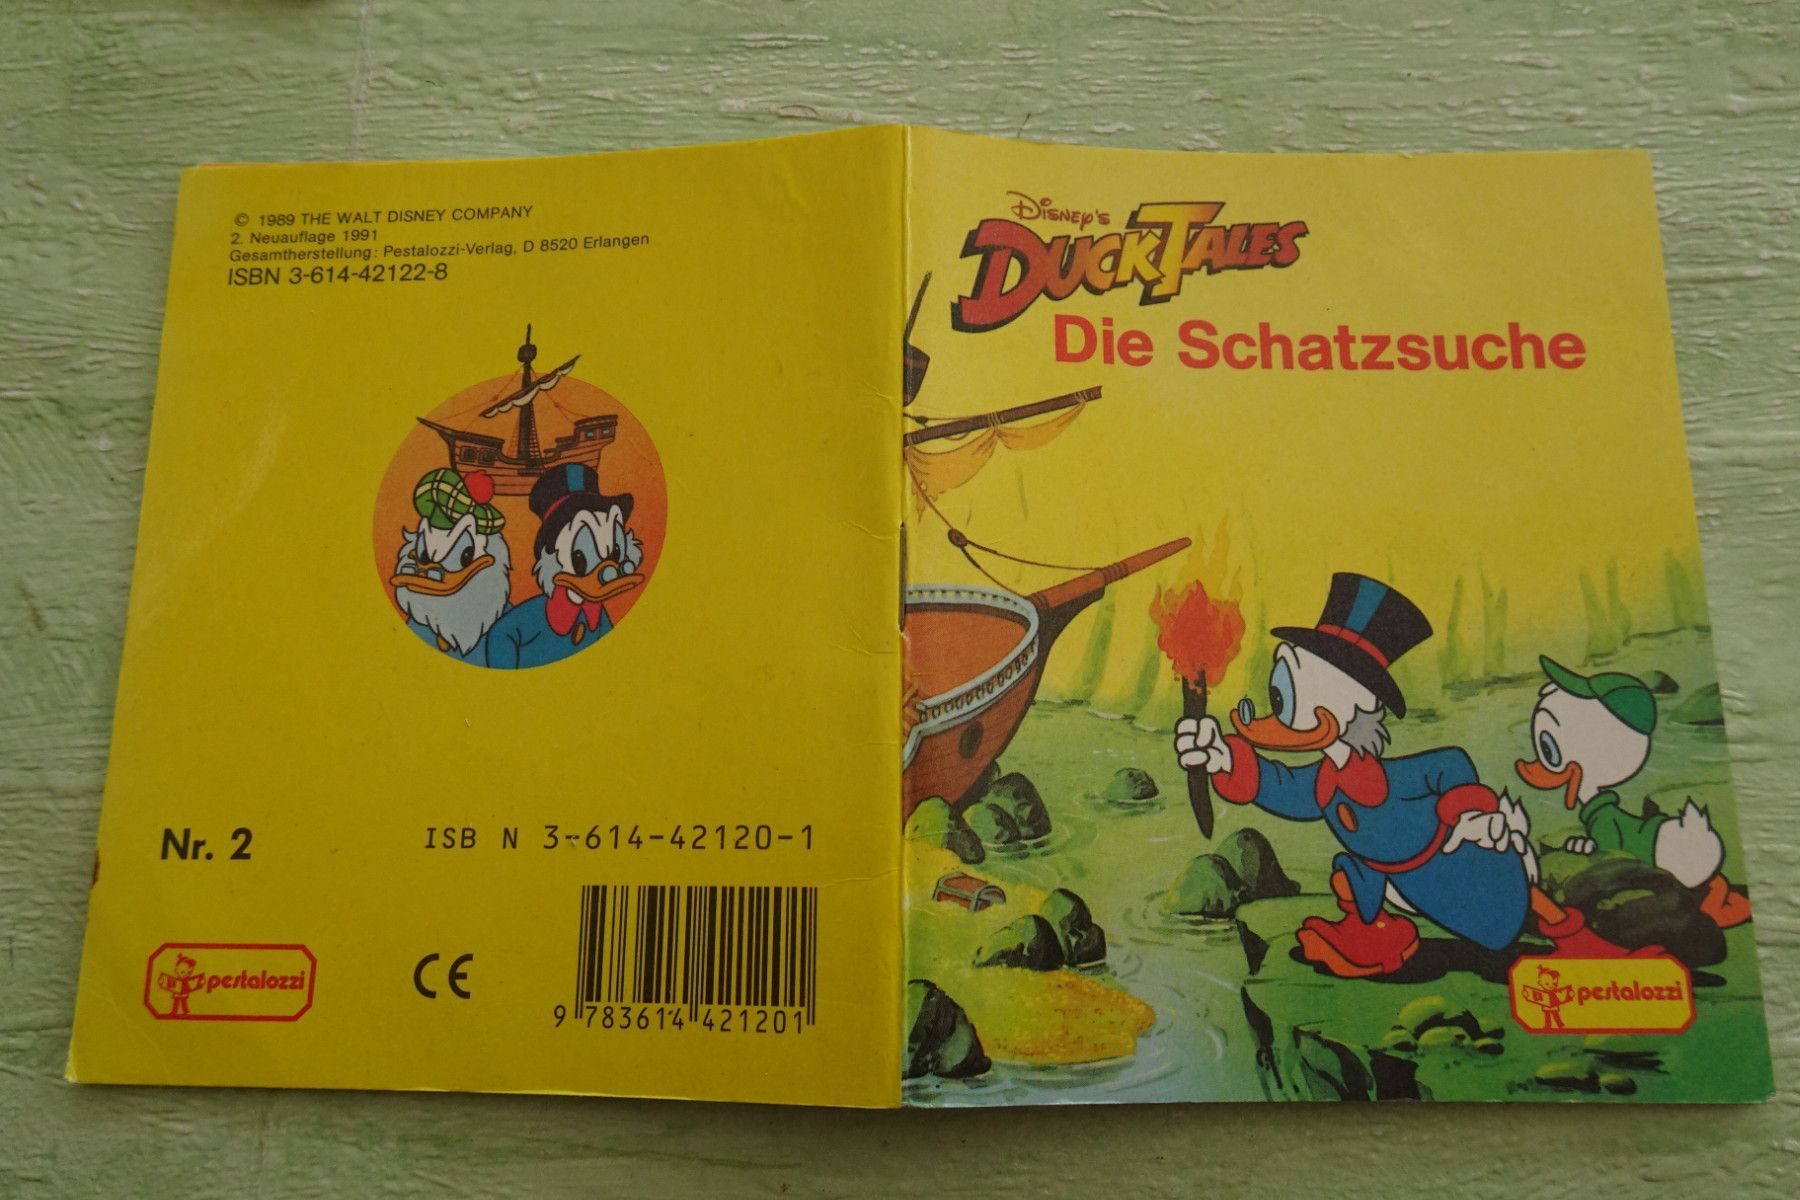 © 1989 THE WALT DISNEY COMPANY
2. Neuauflage 1991
Gesamtherstellung: Pestalozzi-Verlag, D 8520 Erlangen
ISBN 3-614-42122-8
Nr. 2
ISB N 3-614-42120-1
pestalozzi
CE
9 783614 421201
DISNEY'S
DUCKTALES
Die Schatzsuche
pestalozzi